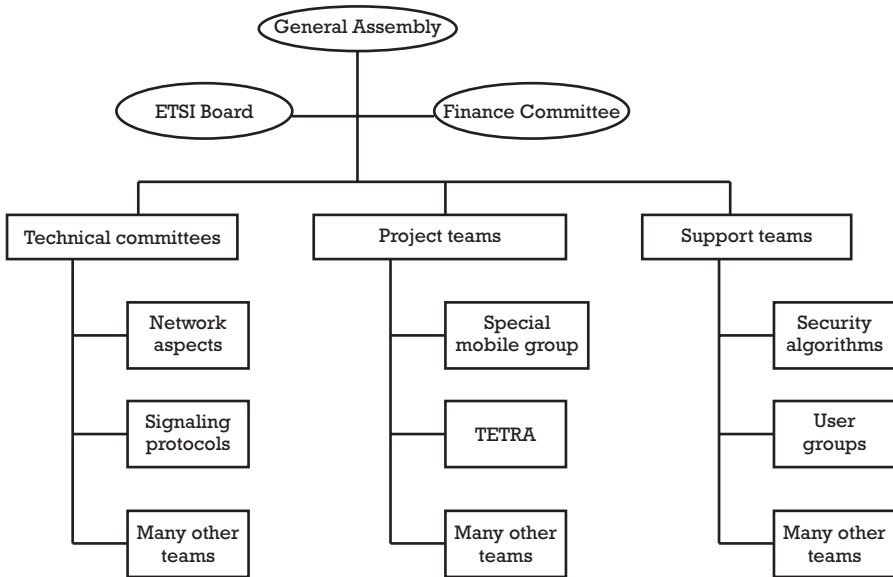 General Assembly
ETSI Board
Finance Committee
Technical committees
Project teams
Support teams
Network
aspects
Special
mobile group
Security
algorithms
Signaling
protocols
TETRA
User
groups
Many other
teams
Many other
teams
Many other
teams